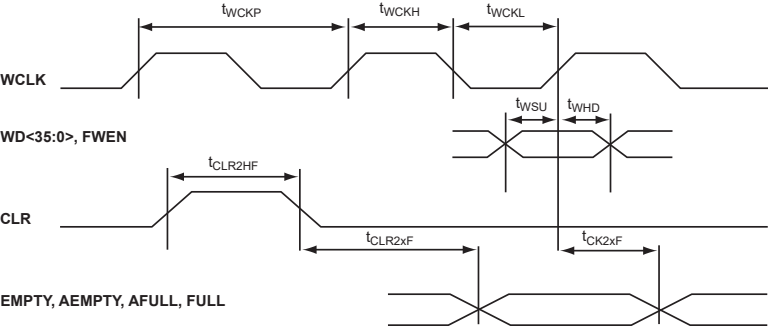 tWCKP tWCKH tWCKL
WCLK
tWSU tWHD
WD<35:0>, FWEN
tCLR2HF
CLR
tCLR2xF tCK2xF
EMPTY, AEMPTY, AFULL, FULL